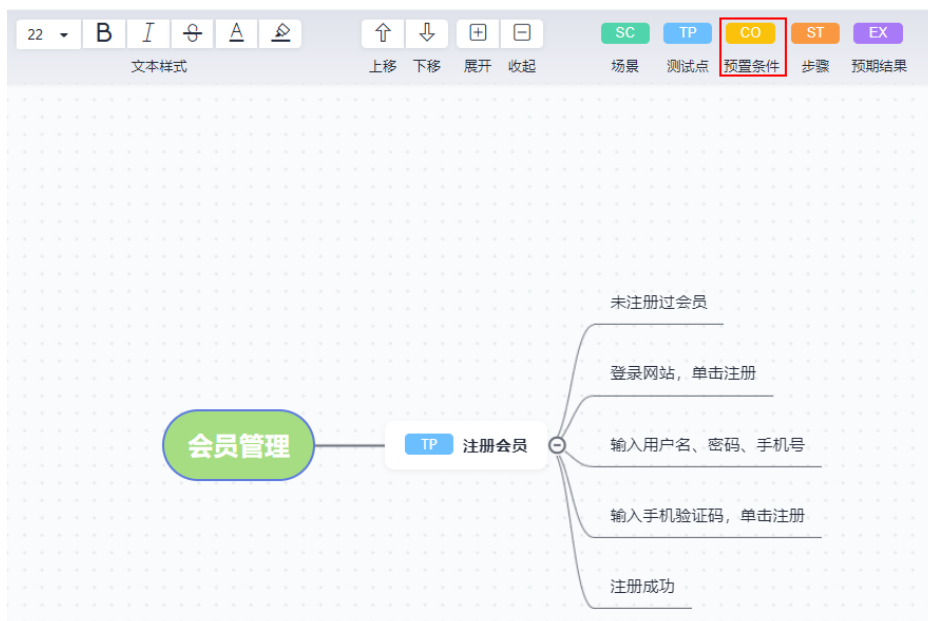 22 B I S A SC TP CO ST EX
文本样式 上移 下移 展开 收起 场景 测试点 预置条件 步骤 预期结果
未注册过会员
登录网站，单击注册
会员管理 TP 注册会员 输入用户名、密码、手机号
输入手机验证码，单击注册
注册成功